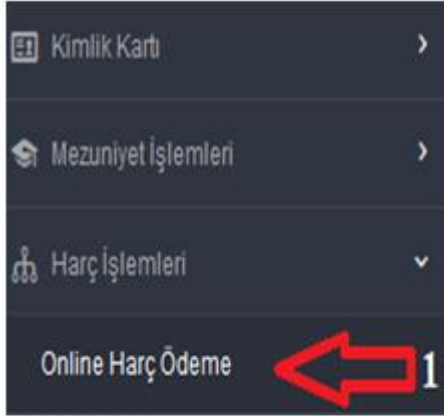 Kimlik Kartı
Mezuniyet İşlemleri
Harç İşlemleri
Online Harç Ödeme 1